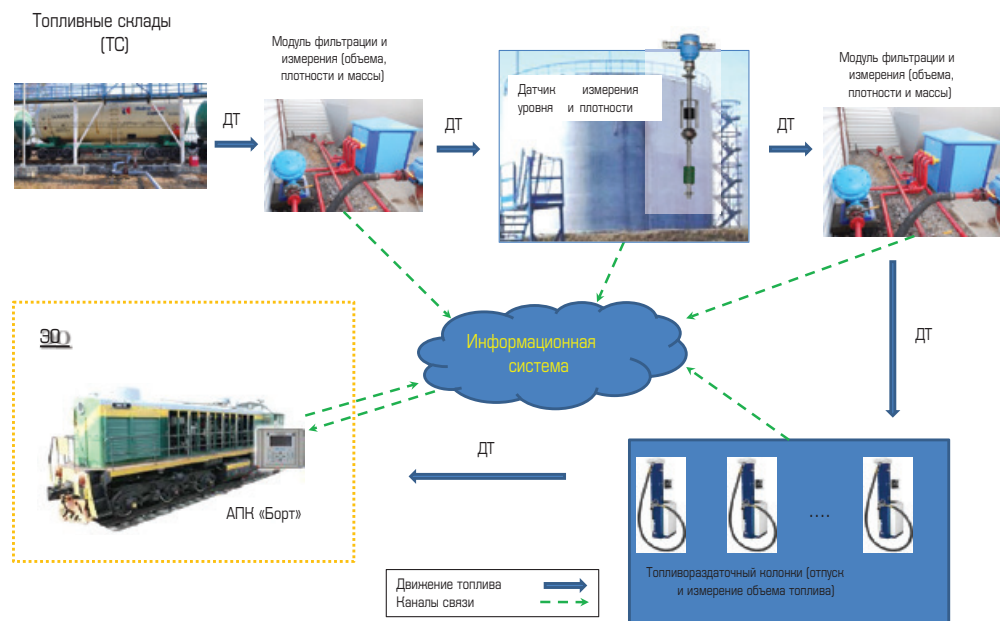 Топливные склады
(ТС)
Модуль фильтрации и
измерения (объема,
плотности и массы)
ДТ
ДТ
Датчик измерения
уровня и плотности
ДТ
Модуль фильтрации и
измерения (объема,
плотности и массы)
ЭО
Информационная
система
ДТ
ДТ
АПК «Борт»
....
Топливораздаточный колонки (отпуск
и измерение объема топлива)
Движение топлива
Каналы связи